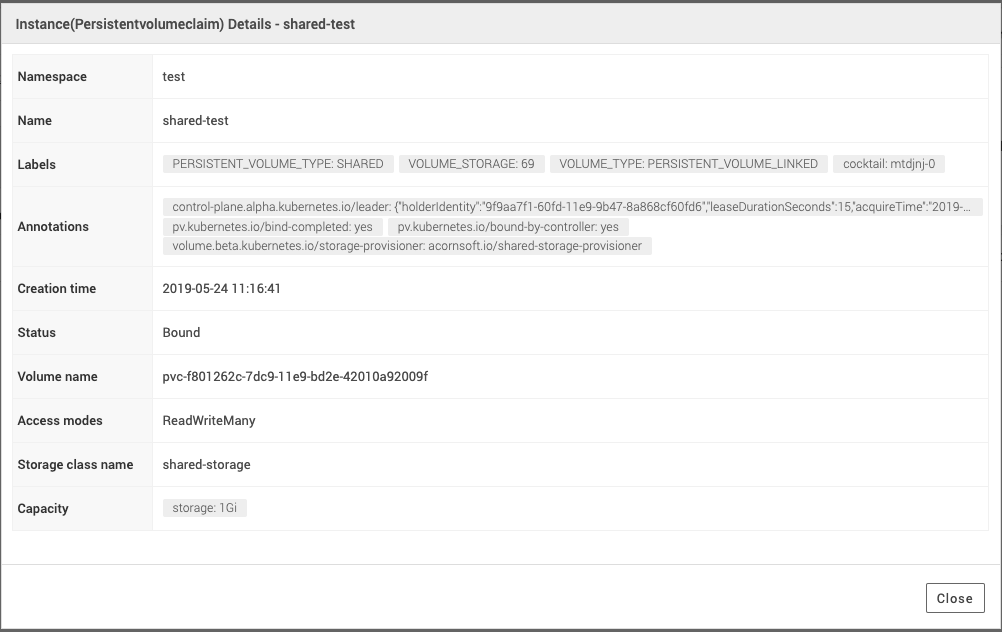 Instance(Persistentvolumeclaim) Details - shared-test
Namespace test
Name shared-test
Labels PERSISTENT_VOLUME_TYPE: SHARED VOLUME_STORAGE: 69 VOLUME_TYPE: PERSISTENT_VOLUME_LINKED cocktail: mtdjnj-0
control-plane.alpha.kubernetes.io/leader: {"holderIdentity":"9f9aa7f1-60fd-11e9-9b47-8a868cf60fd6","leaseDurationSeconds":15,"acquireTime":"2019-...
Annotations pv.kubernetes.io/bind-completed: yes pv.kubernetes.io/bound-by-controller: yes
volume.beta.kubernetes.io/storage-provisioner: acornsoft.io/shared-storage-provisioner
Creation time 2019-05-24 11:16:41
Status Bound
Volume name pvc-f801262c-7dc9-11e9-bd2e-42010a92009f
Access modes ReadWriteMany
Storage class name shared-storage
Capacity storage: 1Gi
Close